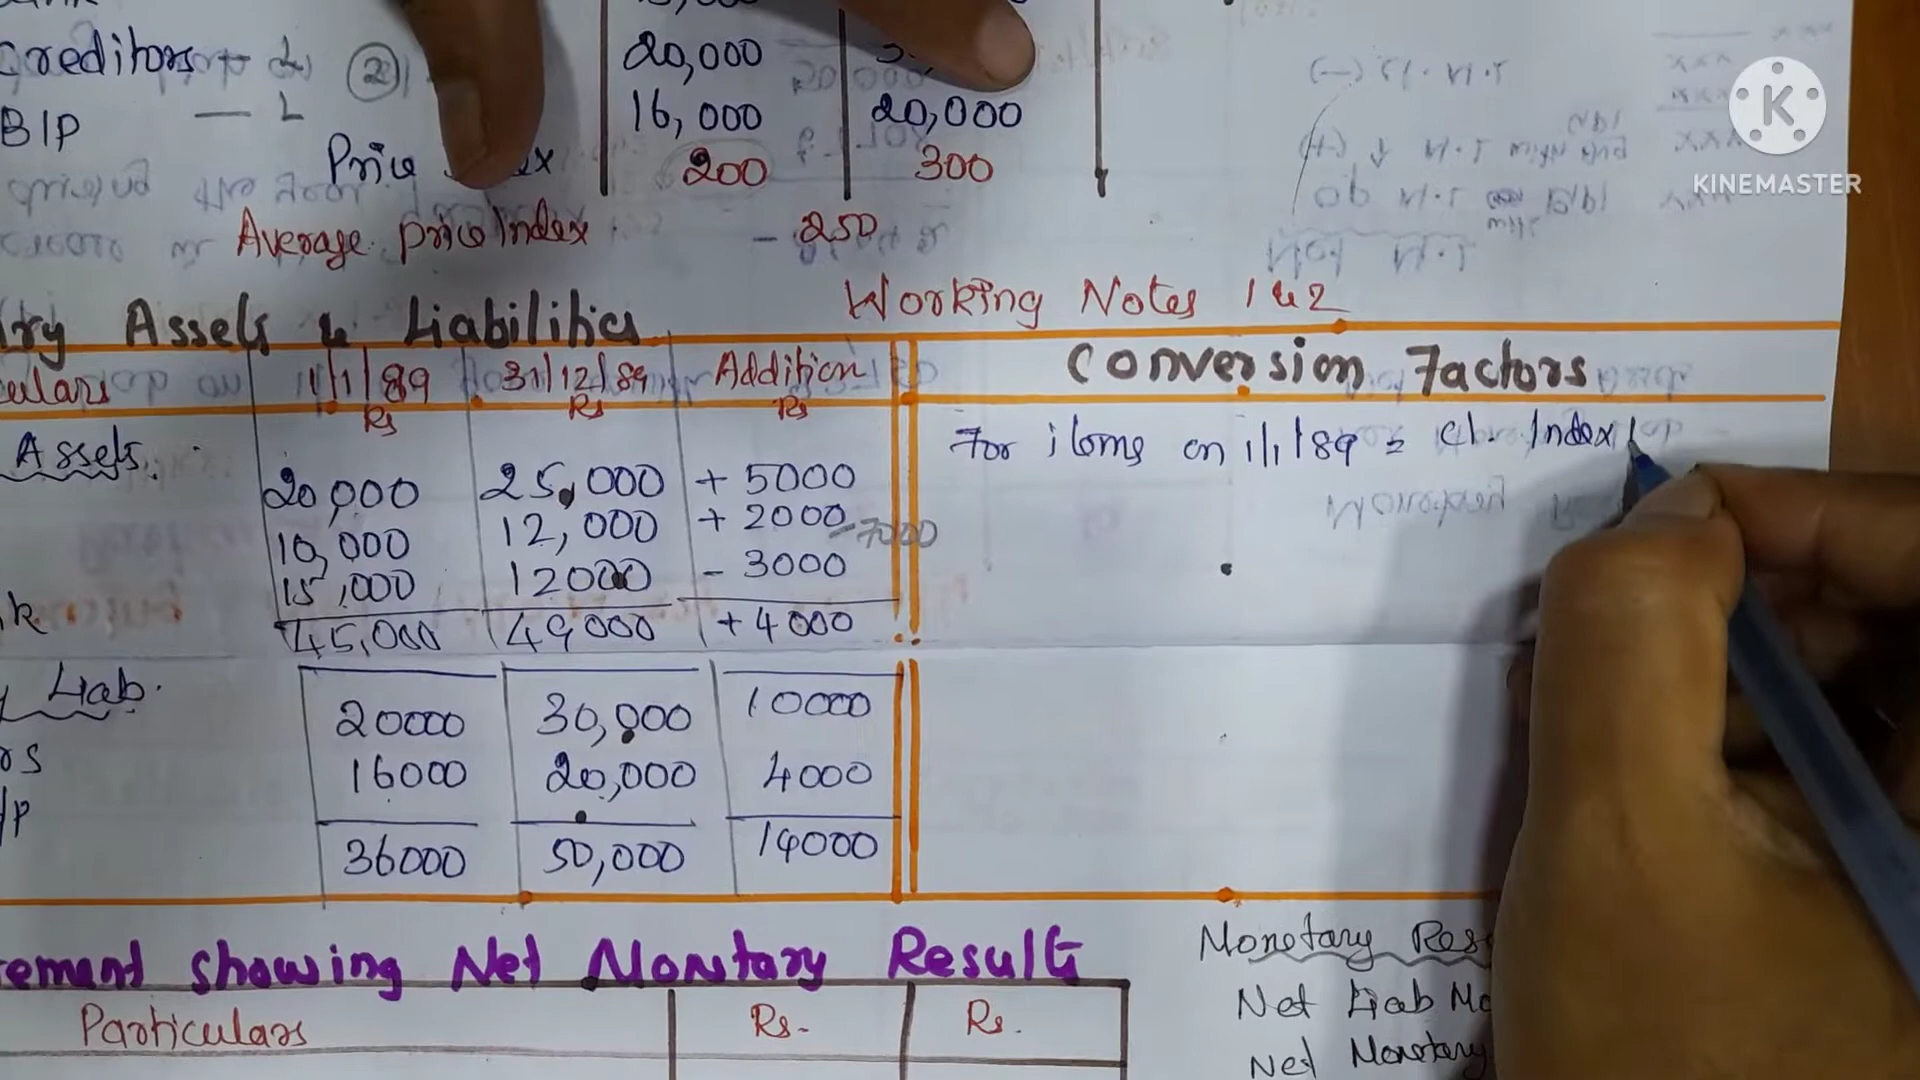 Creditors - L (2)
20,000
BIP — L
16,000 20,000
Price 200 300
Average price Index - 250
Working Notes 1 & 2
Assets & Liabilities
1/1/89 31/12/89 Addition
Rs Rs Rs
Conversion Factors
Assets.
For items on 1/1/89 = Cl. Index
20,000 25,000 + 5000
10,000 12,000 + 2000 -7000
15,000 12000 - 3000
45,000 49000 + 4000
Liab.
20000 30,000 10000
16000 20,000 4000
36000 50,000 14000
showing Net Monetary Result
Particulars Rs- Rs.
Monetary
Net Liab
Net Monetary
KINEMASTER